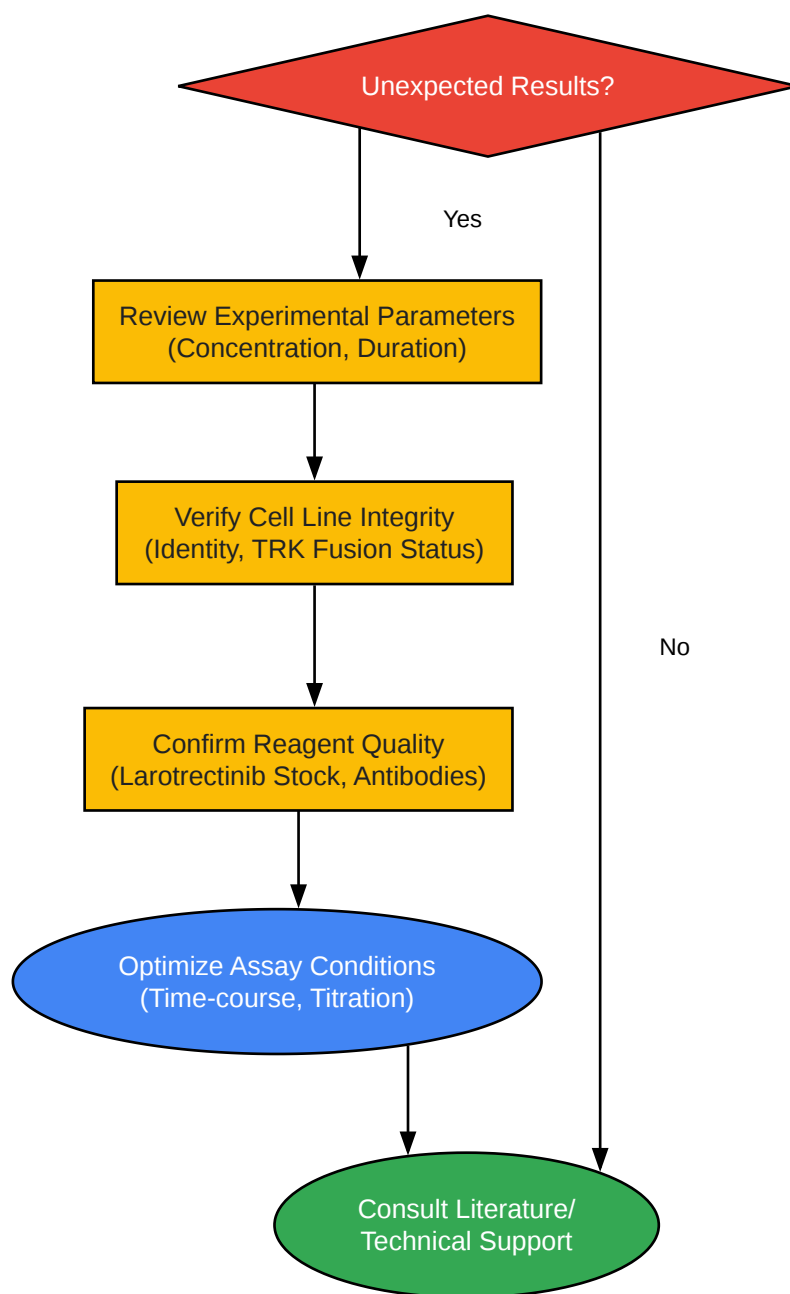 Unexpected Results?
Yes
Review Experimental Parameters
(Concentration, Duration)
Verify Cell Line Integrity
(Identity, TRK Fusion Status)
No
Confirm Reagent Quality
(Larotrectinib Stock, Antibodies)
Optimize Assay Conditions
(Time-course, Titration)
Consult Literature/
Technical Support